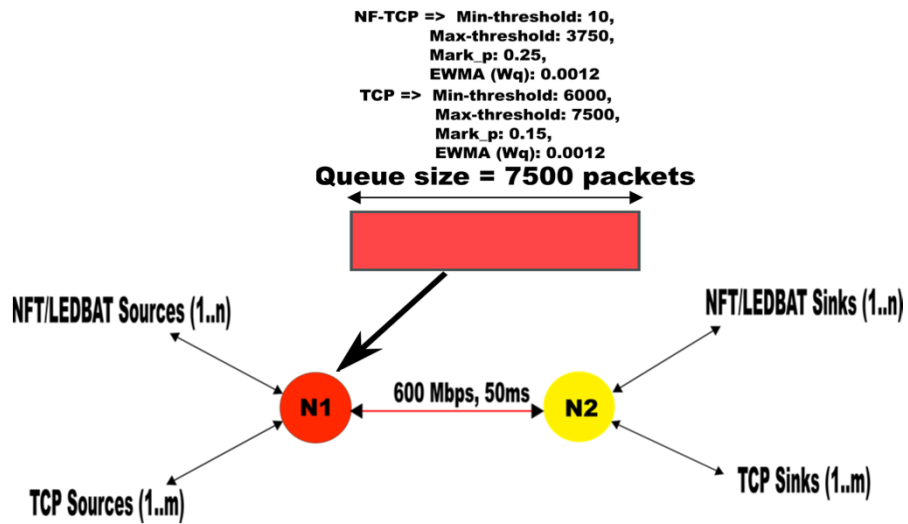 NF-TCP => Min-threshold: 10,
Max-threshold: 3750,
Mark_p: 0.25,
EWMA (Wq): 0.0012
TCP => Min-threshold: 6000,
Max-threshold: 7500,
Mark_p: 0.15,
EWMA (Wq): 0.0012
Queue size = 7500 packets
NFT/LEDBAT Sources (1..n)
NFT/LEDBAT Sinks (1..n)
N1
600 Mbps, 50ms
N2
TCP Sources (1..m)
TCP Sinks (1..m)